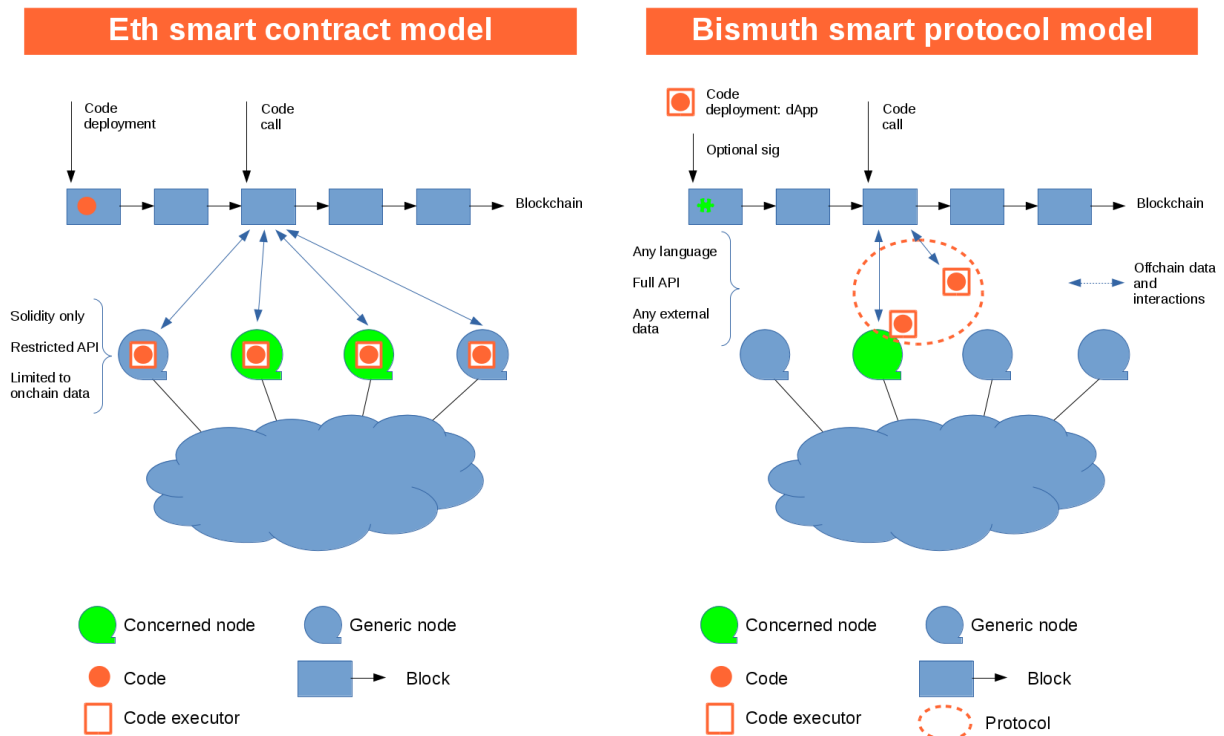 Eth smart contract model
Code
deployment
Code
call
Blockchain
Solidity only
Restricted API
Limited to
onchain data
Concerned node
Generic node
Code
Block
Code executor
Bismuth smart protocol model
Code
deployment: dApp
Optional sig
Code
call
Blockchain
Any language
Full API
Any external
data
Offchain data
and
interactions
Concerned node
Generic node
Code
Block
Code executor
Protocol